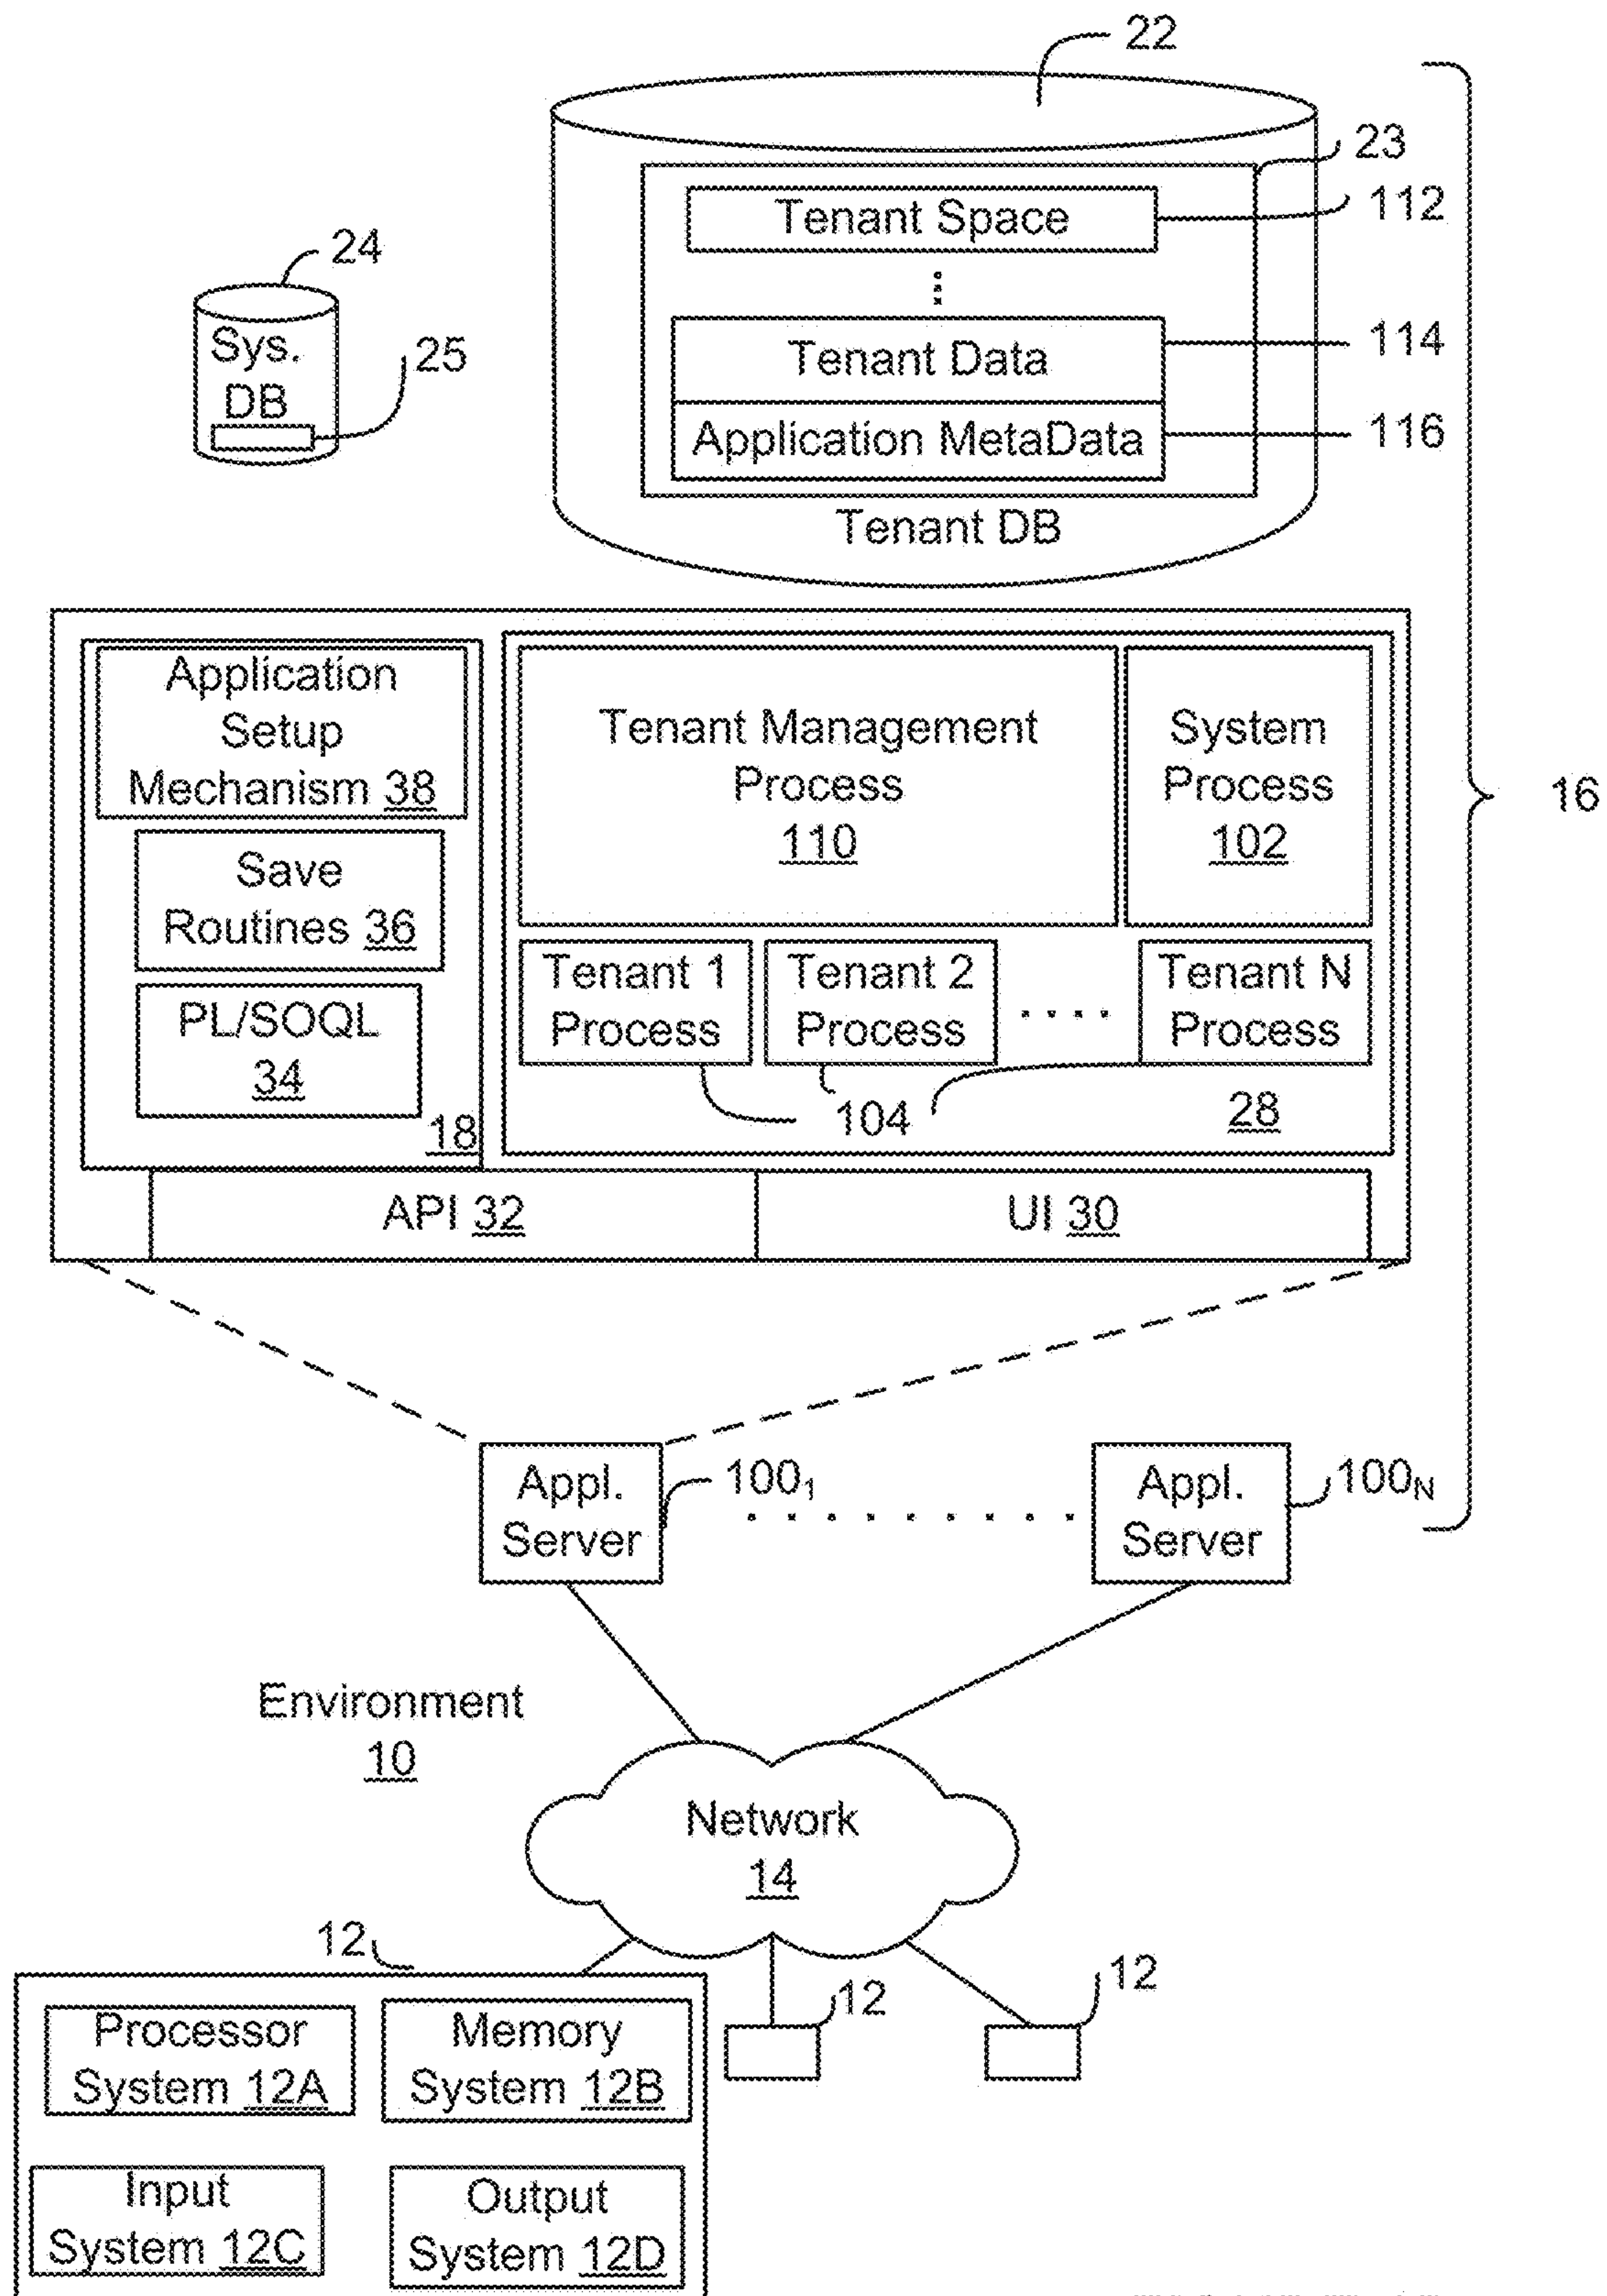 22
23
Tenant Space
112
24
Sys.
DB
25
Tenant Data
114
Application MetaData
116
Tenant DB
16
Application
Setup
Mechanism 38
Tenant Management
Process
110
System
Process
102
Save
Routines 36
PL/SOQL
34
18
Tenant 1
Process
Tenant 2
Process
Tenant N
Process
104
28
API 32
UI 30
Appl.
Server
100₁
Appl.
Server
100ₙ
Environment
10
Network
14
12
12
12
Processor
System 12A
Memory
System 12B
Input
System 12C
Output
System 12D